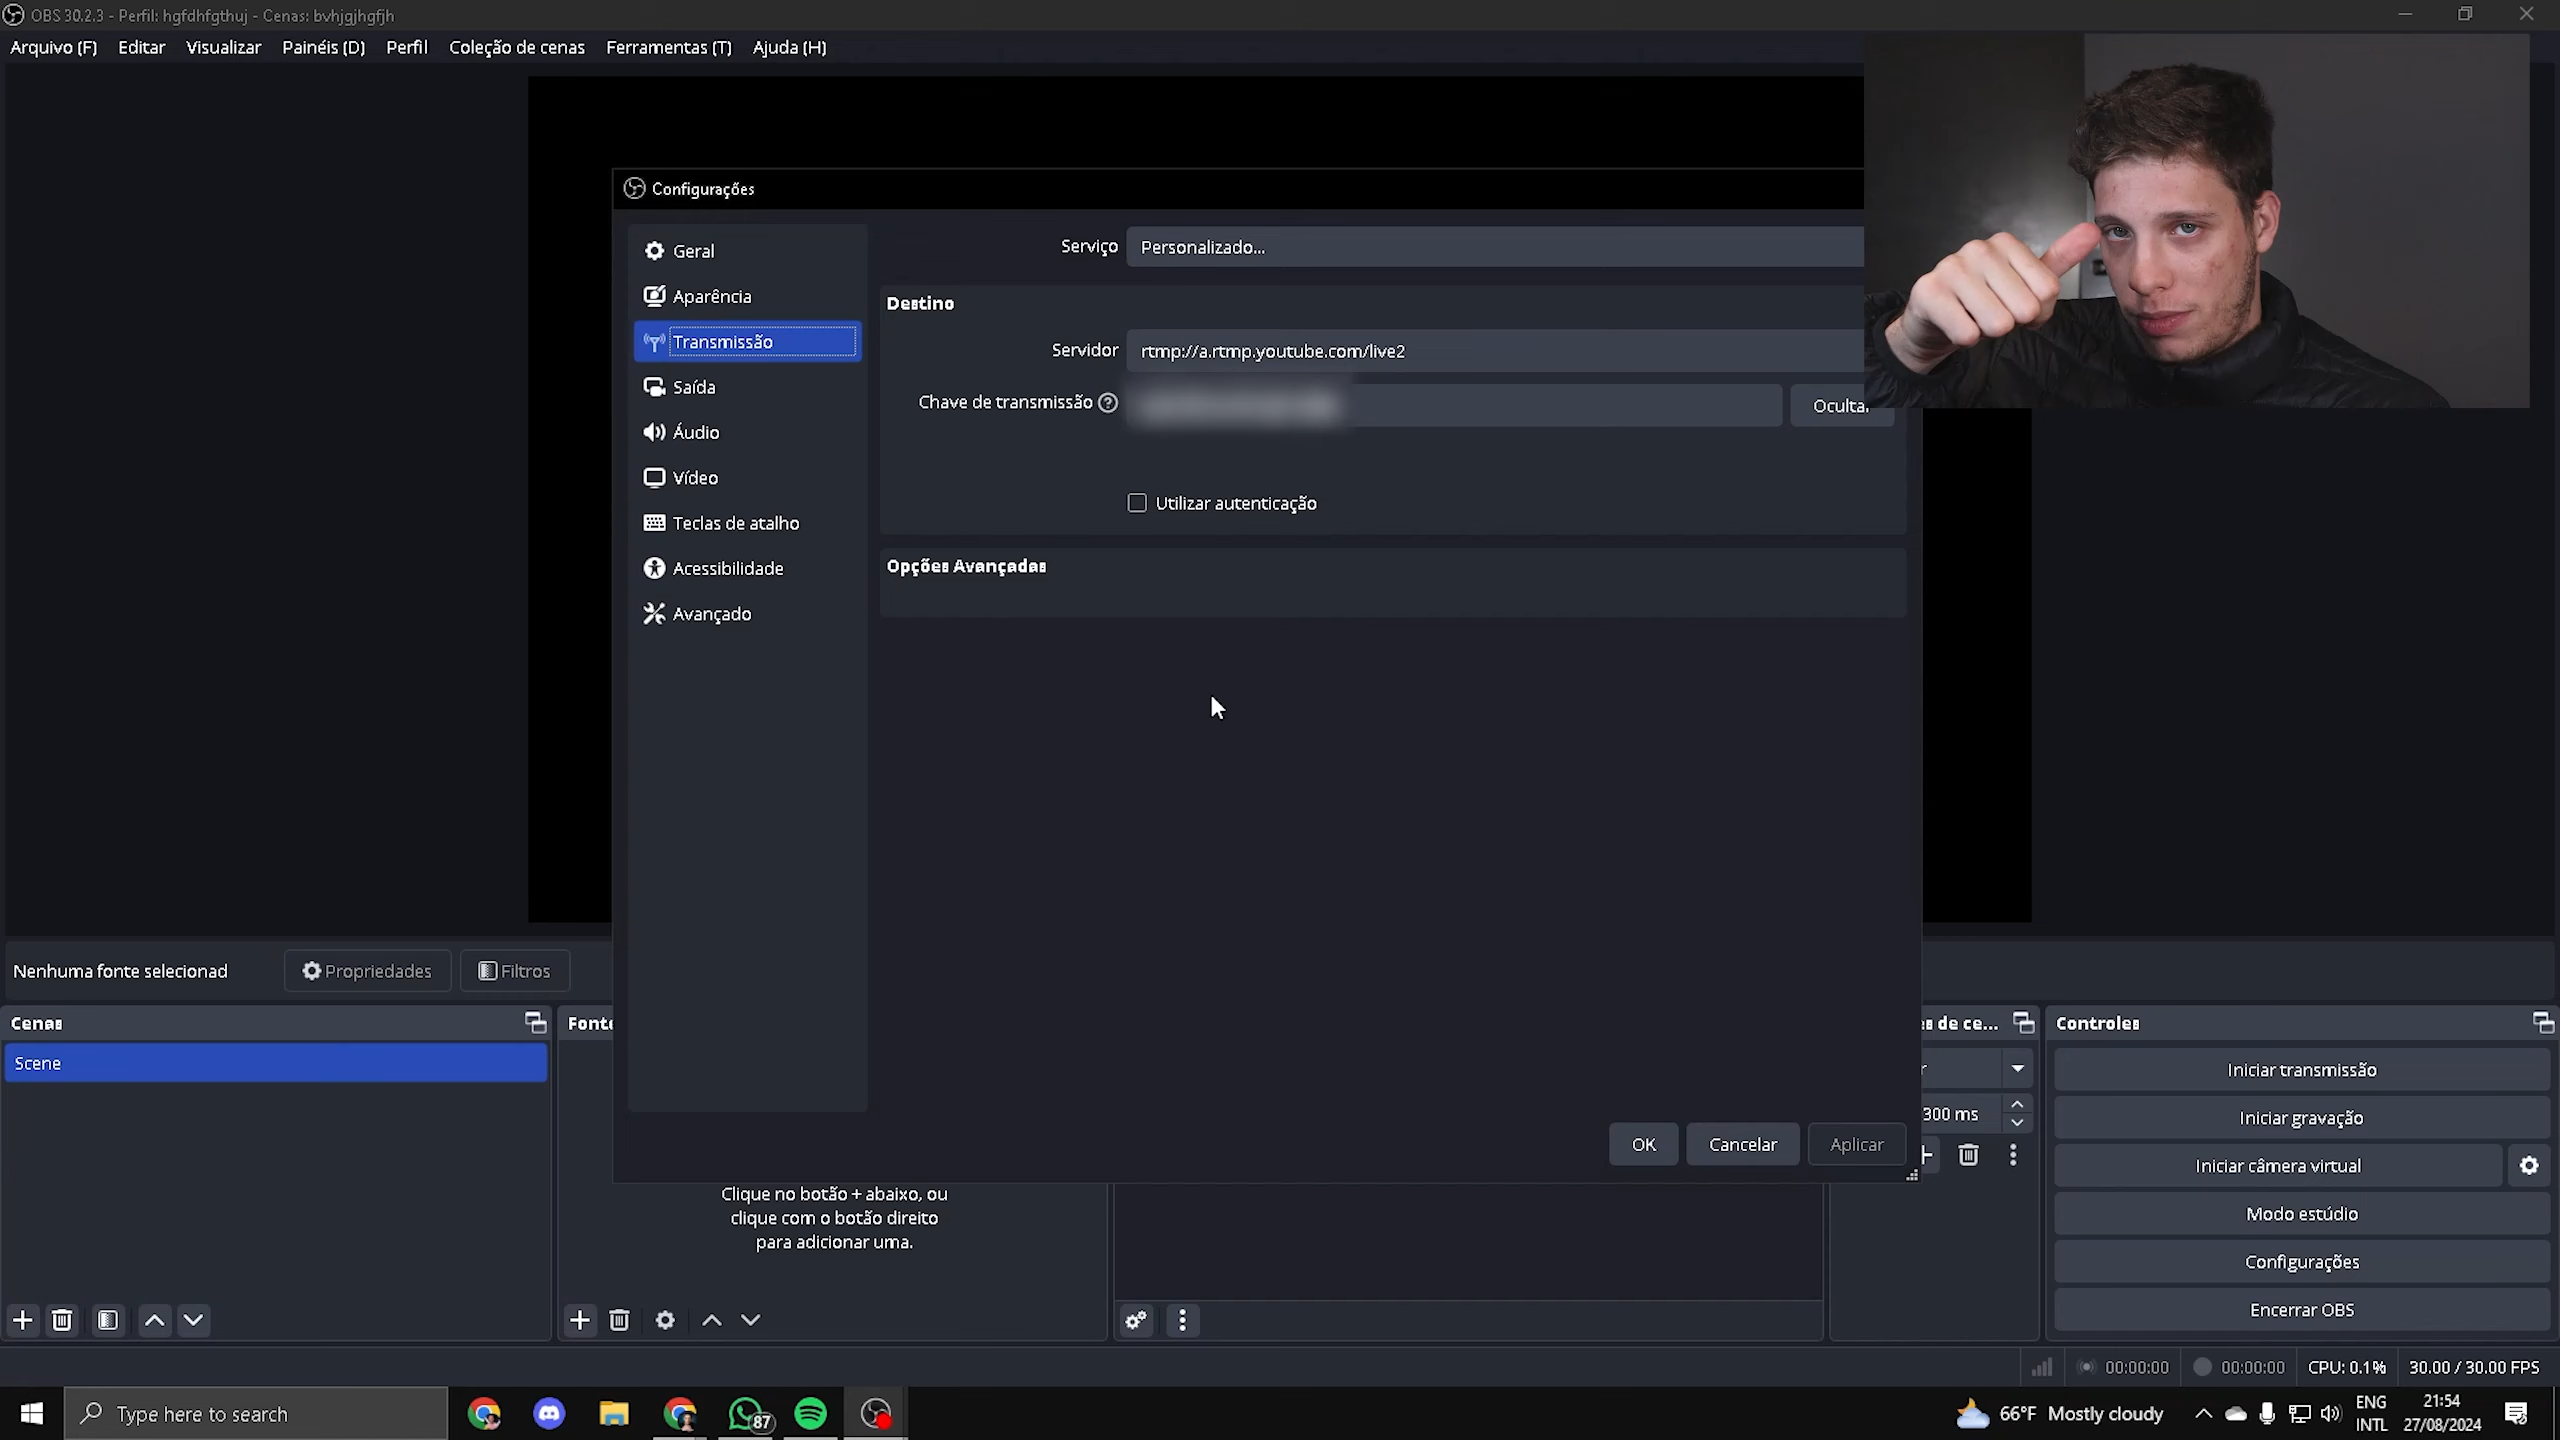 OBS 30.2.3 - Perfil: hgfdhfgthuj - Cenas: bvhjgjhgfjh
Arquivo (F) Editar Visualizar Painéis (D) Perfil Coleção de cenas Ferramentas (T) Ajuda (H)
Configurações
Geral
Aparência
Transmissão
Saída
Áudio
Vídeo
Teclas de atalho
Acessibilidade
Avançado
Serviço Personalizado...
Destino
Servidor rtmp://a.rtmp.youtube.com/live2
Chave de transmissão
Ocultar
Utilizar autenticação
Opções Avançadas
OK Cancelar Aplicar
Nenhuma fonte selecionad Propriedades Filtros
Cenas
Scene
Fonte
Clique no botão + abaixo, ou
clique com o botão direito
para adicionar uma.
s de ce...
r
300 ms
Controles
Iniciar transmissão
Iniciar gravação
Iniciar câmera virtual
Modo estúdio
Configurações
Encerrar OBS
00:00:00 00:00:00 CPU: 0.1% 30.00 / 30.00 FPS
Type here to search
87
66°F Mostly cloudy
ENG
INTL
21:54
27/08/2024